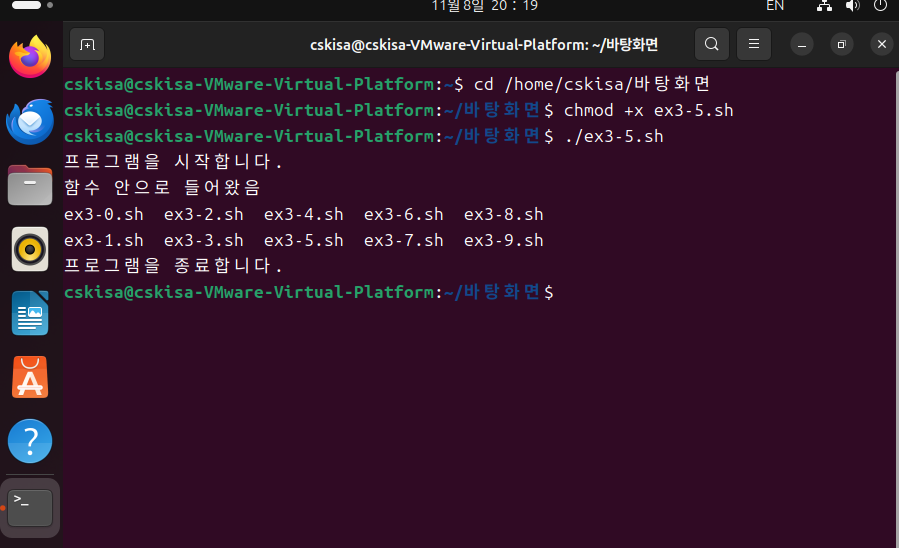 11월 8일 20 : 19
EN
cskisa@cskisa-VMware-Virtual-Platform: ~/바탕화면
cskisa@cskisa-VMware-Virtual-Platform:~$ cd /home/cskisa/바탕화면
cskisa@cskisa-VMware-Virtual-Platform:~/바탕화면$ chmod +x ex3-5.sh
cskisa@cskisa-VMware-Virtual-Platform:~/바탕화면$ ./ex3-5.sh
프로그램을 시작합니다.
함수 안으로 들어왔음
ex3-0.sh  ex3-2.sh  ex3-4.sh  ex3-6.sh  ex3-8.sh
ex3-1.sh  ex3-3.sh  ex3-5.sh  ex3-7.sh  ex3-9.sh
프로그램을 종료합니다.
cskisa@cskisa-VMware-Virtual-Platform:~/바탕화면$